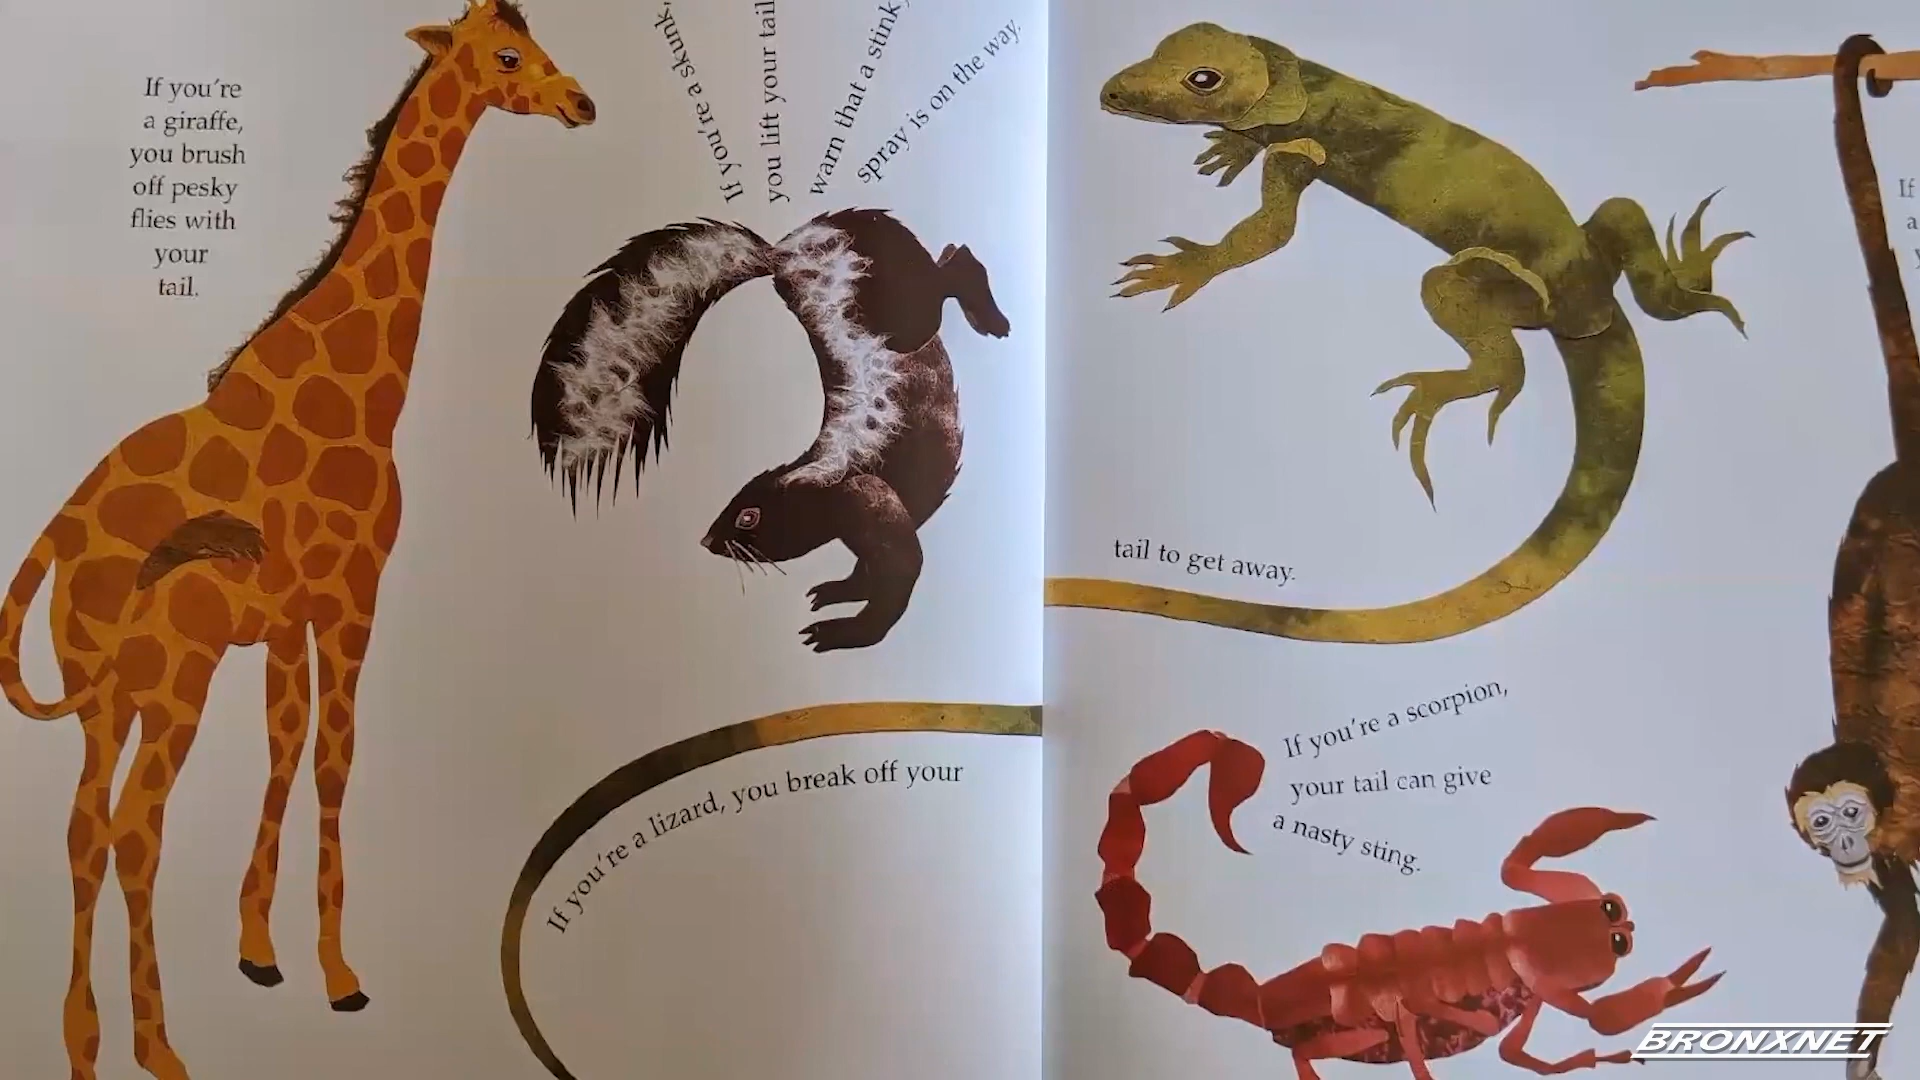 If you're
a giraffe,
you brush
off pesky
flies with
your
tail.
If you're a skunk,
you lift your tail
warn that a stink
spray is on the way.
If you're a lizard, you break off your
tail to get away.
If you're a scorpion,
your tail can give
a nasty sting.
If
a
BRONXNET